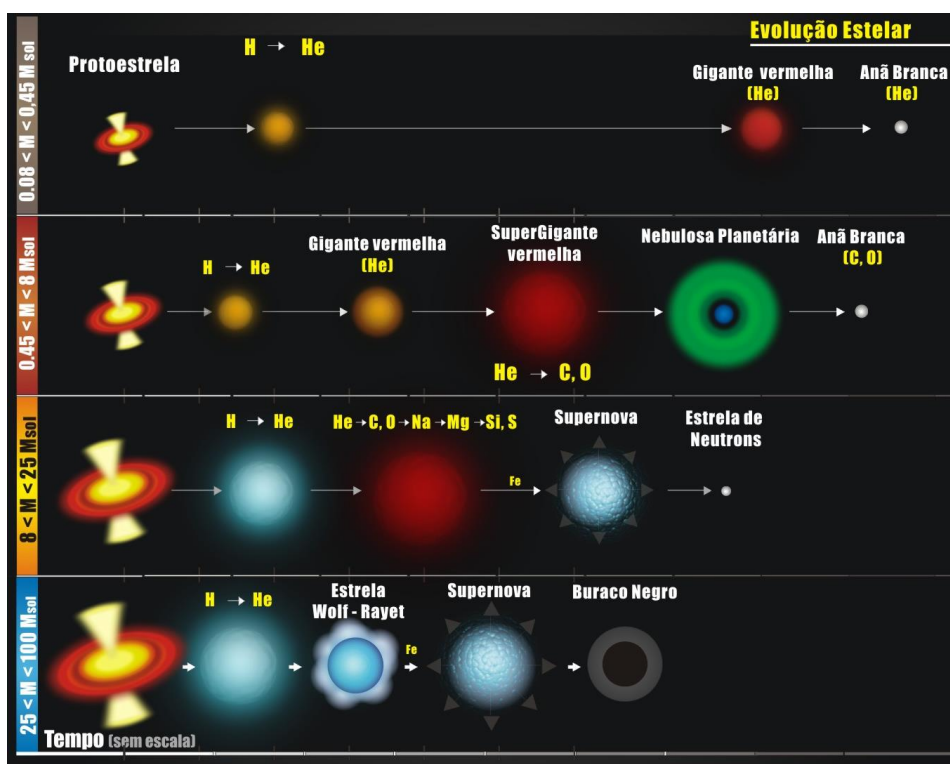 Evolução Estelar
0.08 < M < 0.45 M sol
Protoestrela
H → He
Gigante vermelha
(He)
Anã Branca
(He)
0.45 < M < 8 Msol
H → He
Gigante vermelha
(He)
SuperGigante
vermelha
He → C, O
Nebulosa Planetária
Anã Branca
(C, O)
8 < M < 25 Msol
H → He
He → C, O → Na → Mg → Si, S
Fe
Supernova
Estrela de
Neutrons
25 < M < 100 Msol
H → He
Estrela
Wolf - Rayet
Fe
Supernova
Buraco Negro
Tempo (sem escala)